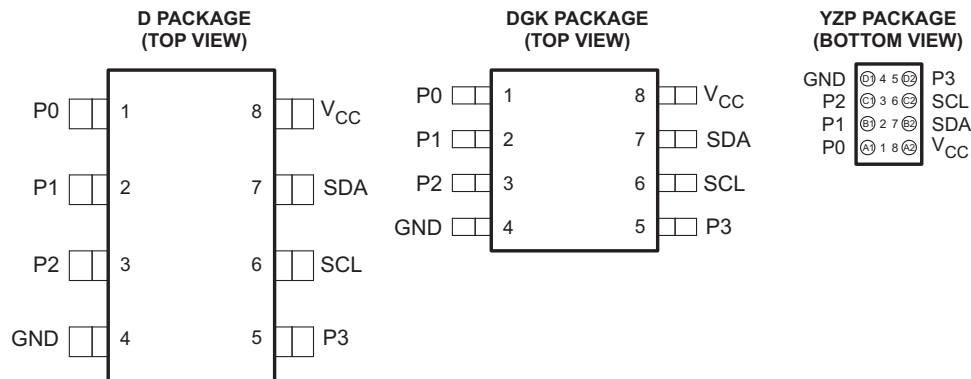 D PACKAGE
(TOP VIEW)
P0 1 8 VCC
P1 2 7 SDA
P2 3 6 SCL
GND 4 5 P3
DGK PACKAGE
(TOP VIEW)
P0 1 8 VCC
P1 2 7 SDA
P2 3 6 SCL
GND 4 5 P3
YZP PACKAGE
(BOTTOM VIEW)
GND D1 4 5 D2 P3
P2 C1 3 6 C2 SCL
P1 B1 2 7 B2 SDA
P0 A1 1 8 A2 VCC